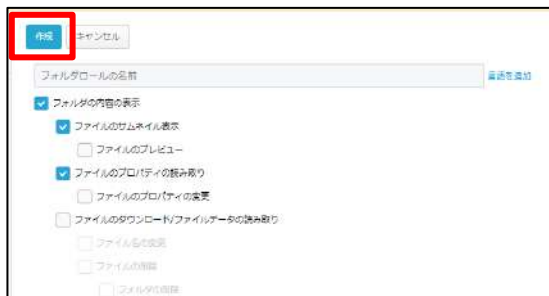 作成 キャンセル
フォルダロールの名前 言語を追加
フォルダの内容の表示
ファイルのサムネイル表示
ファイルのプレビュー
ファイルのプロパティの読み取り
ファイルのプロパティの変更
ファイルのダウンロード/ファイルデータの読み取り
ファイル名の変更
ファイルの削除
フォルダの削除